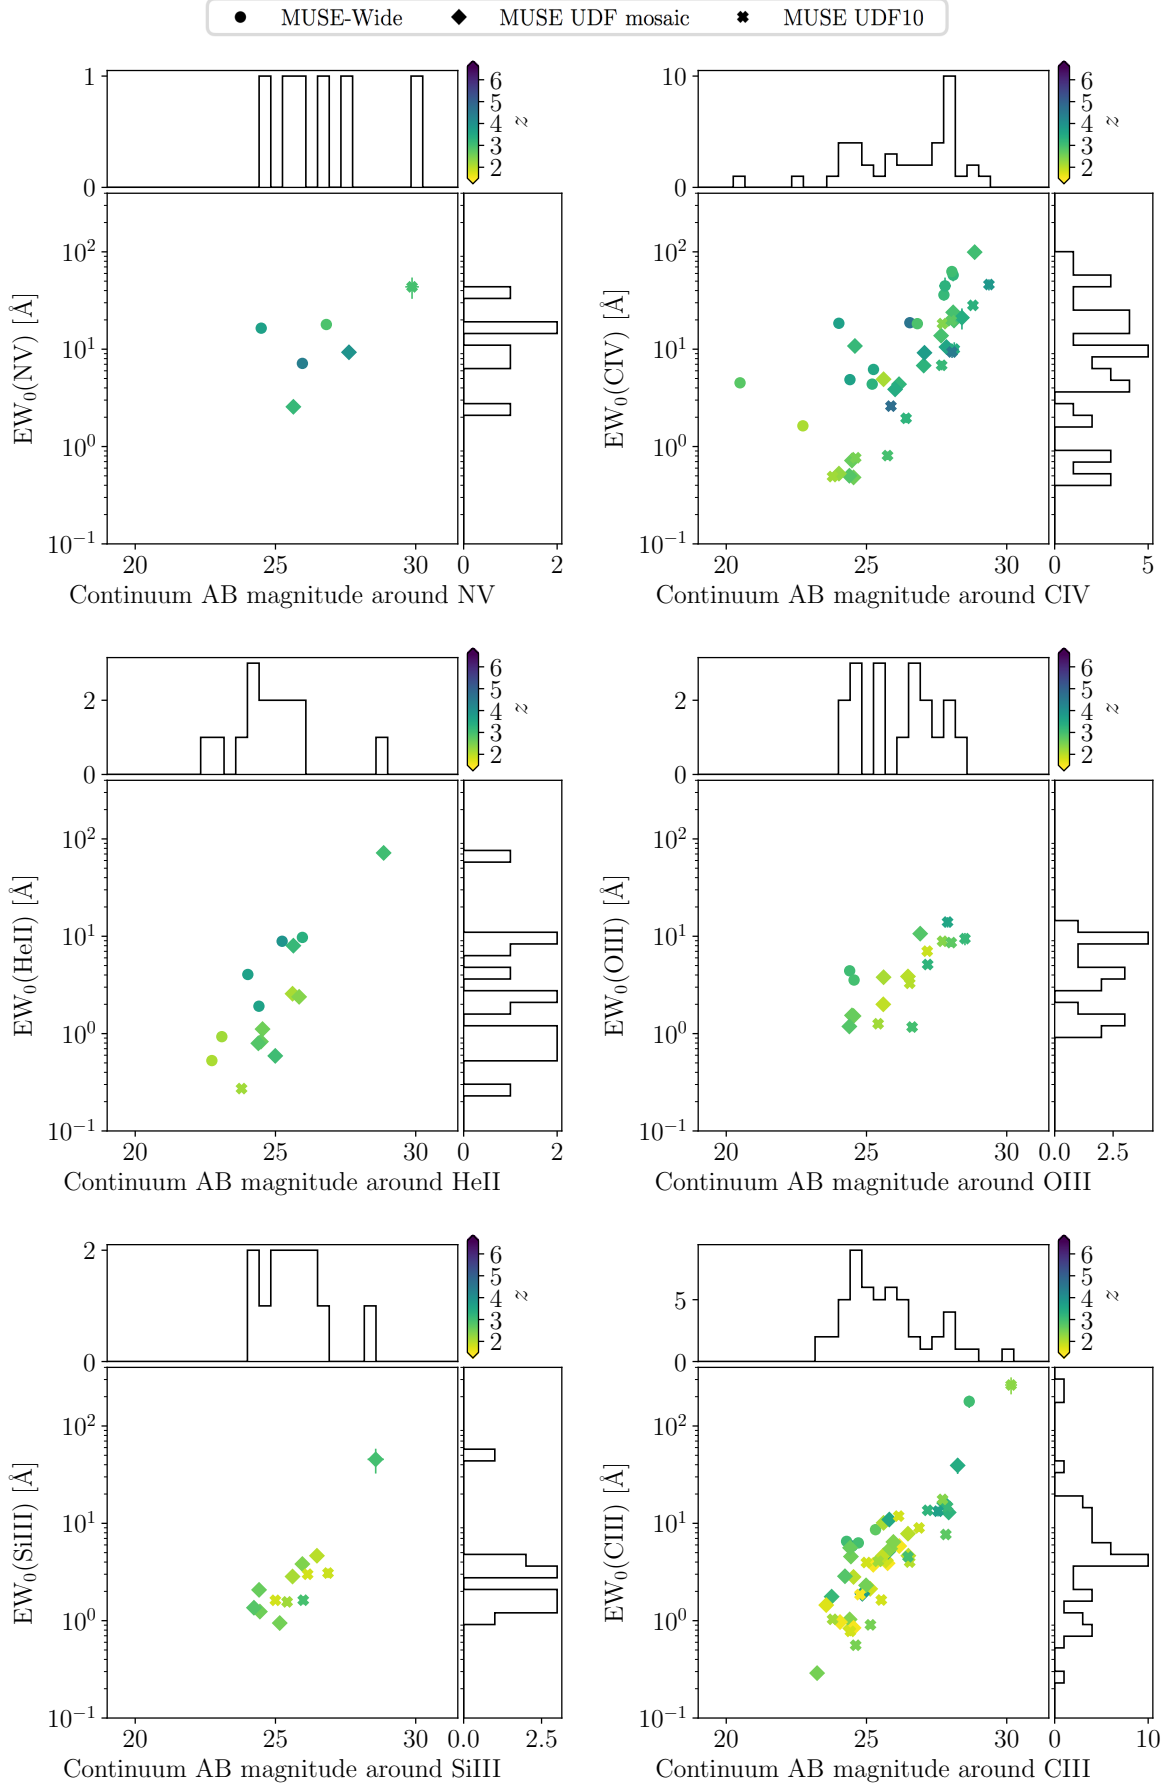 MUSE-Wide MUSE UDF mosaic MUSE UDF10
1
0
6
5
4
3
2
z
10² 
10¹
10⁰
10⁻¹
EW₀(NV) [Å]
20 25 30 0 2
Continuum AB magnitude around NV
10
0
6
5
4
3
2
z
10²
10¹
10⁰
10⁻¹
EW₀(CIV) [Å]
20 25 30 0 5
Continuum AB magnitude around CIV
2
0
6
5
4
3
2
z
10²
10¹
10⁰
10⁻¹
EW₀(HeII) [Å]
20 25 30 0 2
Continuum AB magnitude around HeII
2
0
6
5
4
3
2
z
10²
10¹
10⁰
10⁻¹
EW₀(OIII) [Å]
20 25 30 0.0 2.5
Continuum AB magnitude around OIII
2
0
6
5
4
3
2
z
10²
10¹
10⁰
10⁻¹
EW₀(SiIII) [Å]
20 25 30 0.0 2.5
Continuum AB magnitude around SiIII
5
0
6
5
4
3
2
z
10²
10¹
10⁰
10⁻¹
EW₀(CIII) [Å]
20 25 30 0 10
Continuum AB magnitude around CIII